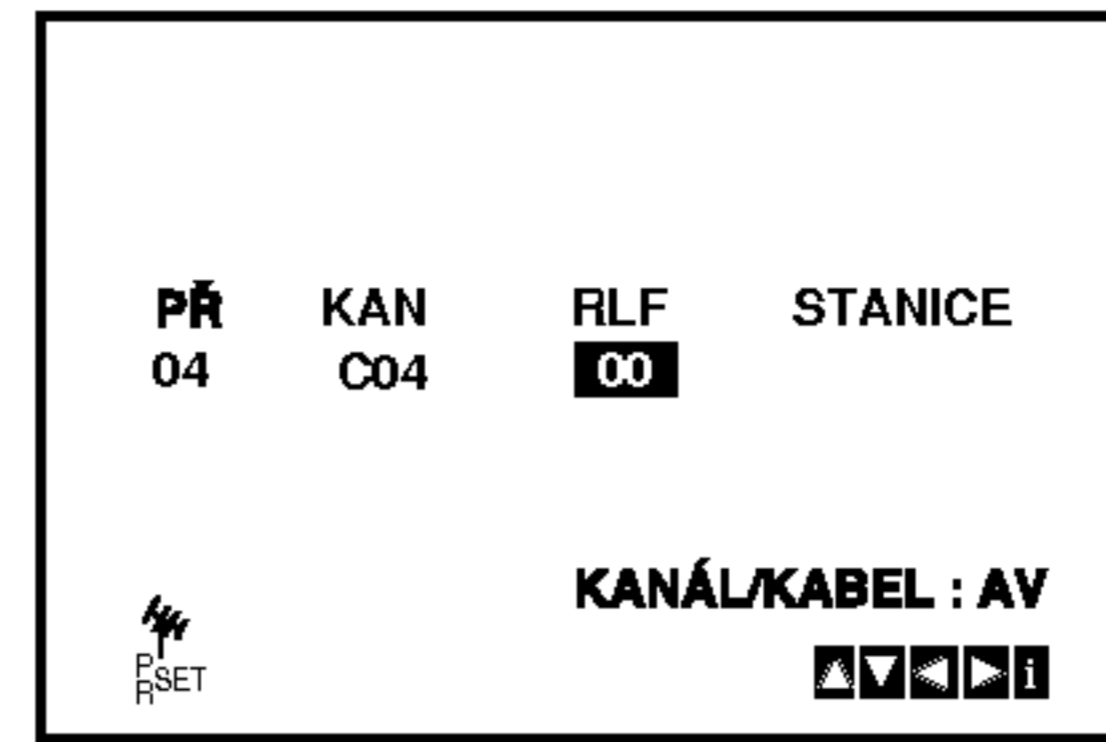 PŘ KAN RLF STANICE
04 C04 00
KANÁL/KABEL : AV
PR SET
i